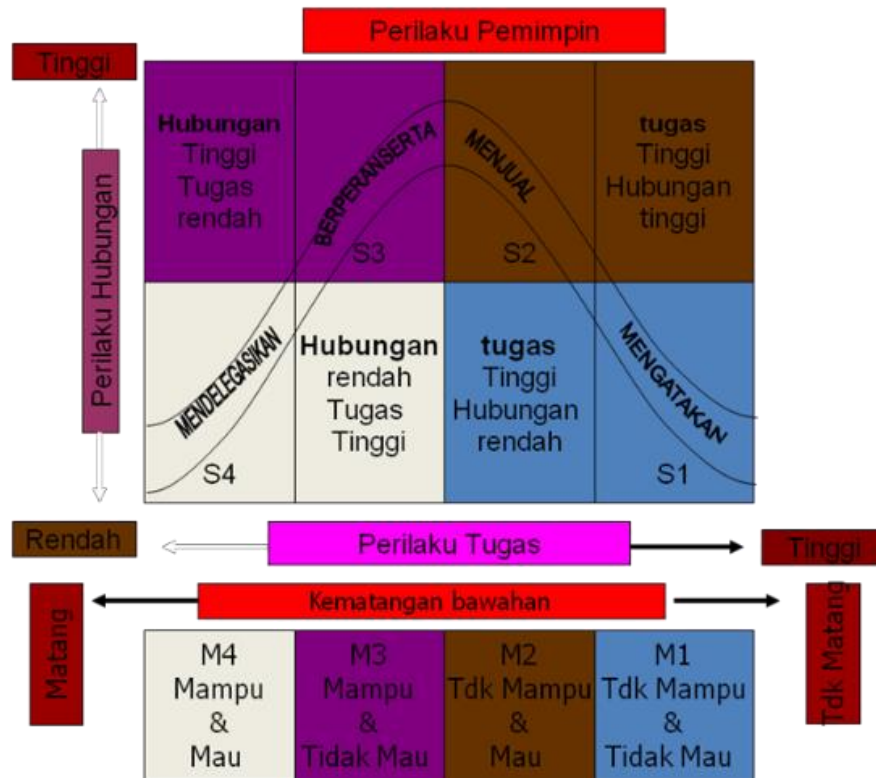 Perilaku Pemimpin
Tinggi
Perilaku Hubungan
Hubungan
Tinggi
Tugas
rendah
BERPERANSERTA
S3
MENJUAL
S2
tugas
Tinggi
Hubungan
tinggi
MENDELEGASIKAN
S4
Hubungan
rendah
Tugas
Tinggi
tugas
Tinggi
Hubungan
rendah
MENGATAKAN
S1
Rendah
Perilaku Tugas
Tinggi
Matang
Kematangan bawahan
Tdk Matang
M4
Mampu
&
Mau
M3
Mampu
&
Tidak Mau
M2
Tdk Mampu
&
Mau
M1
Tdk Mampu
&
Tidak Mau